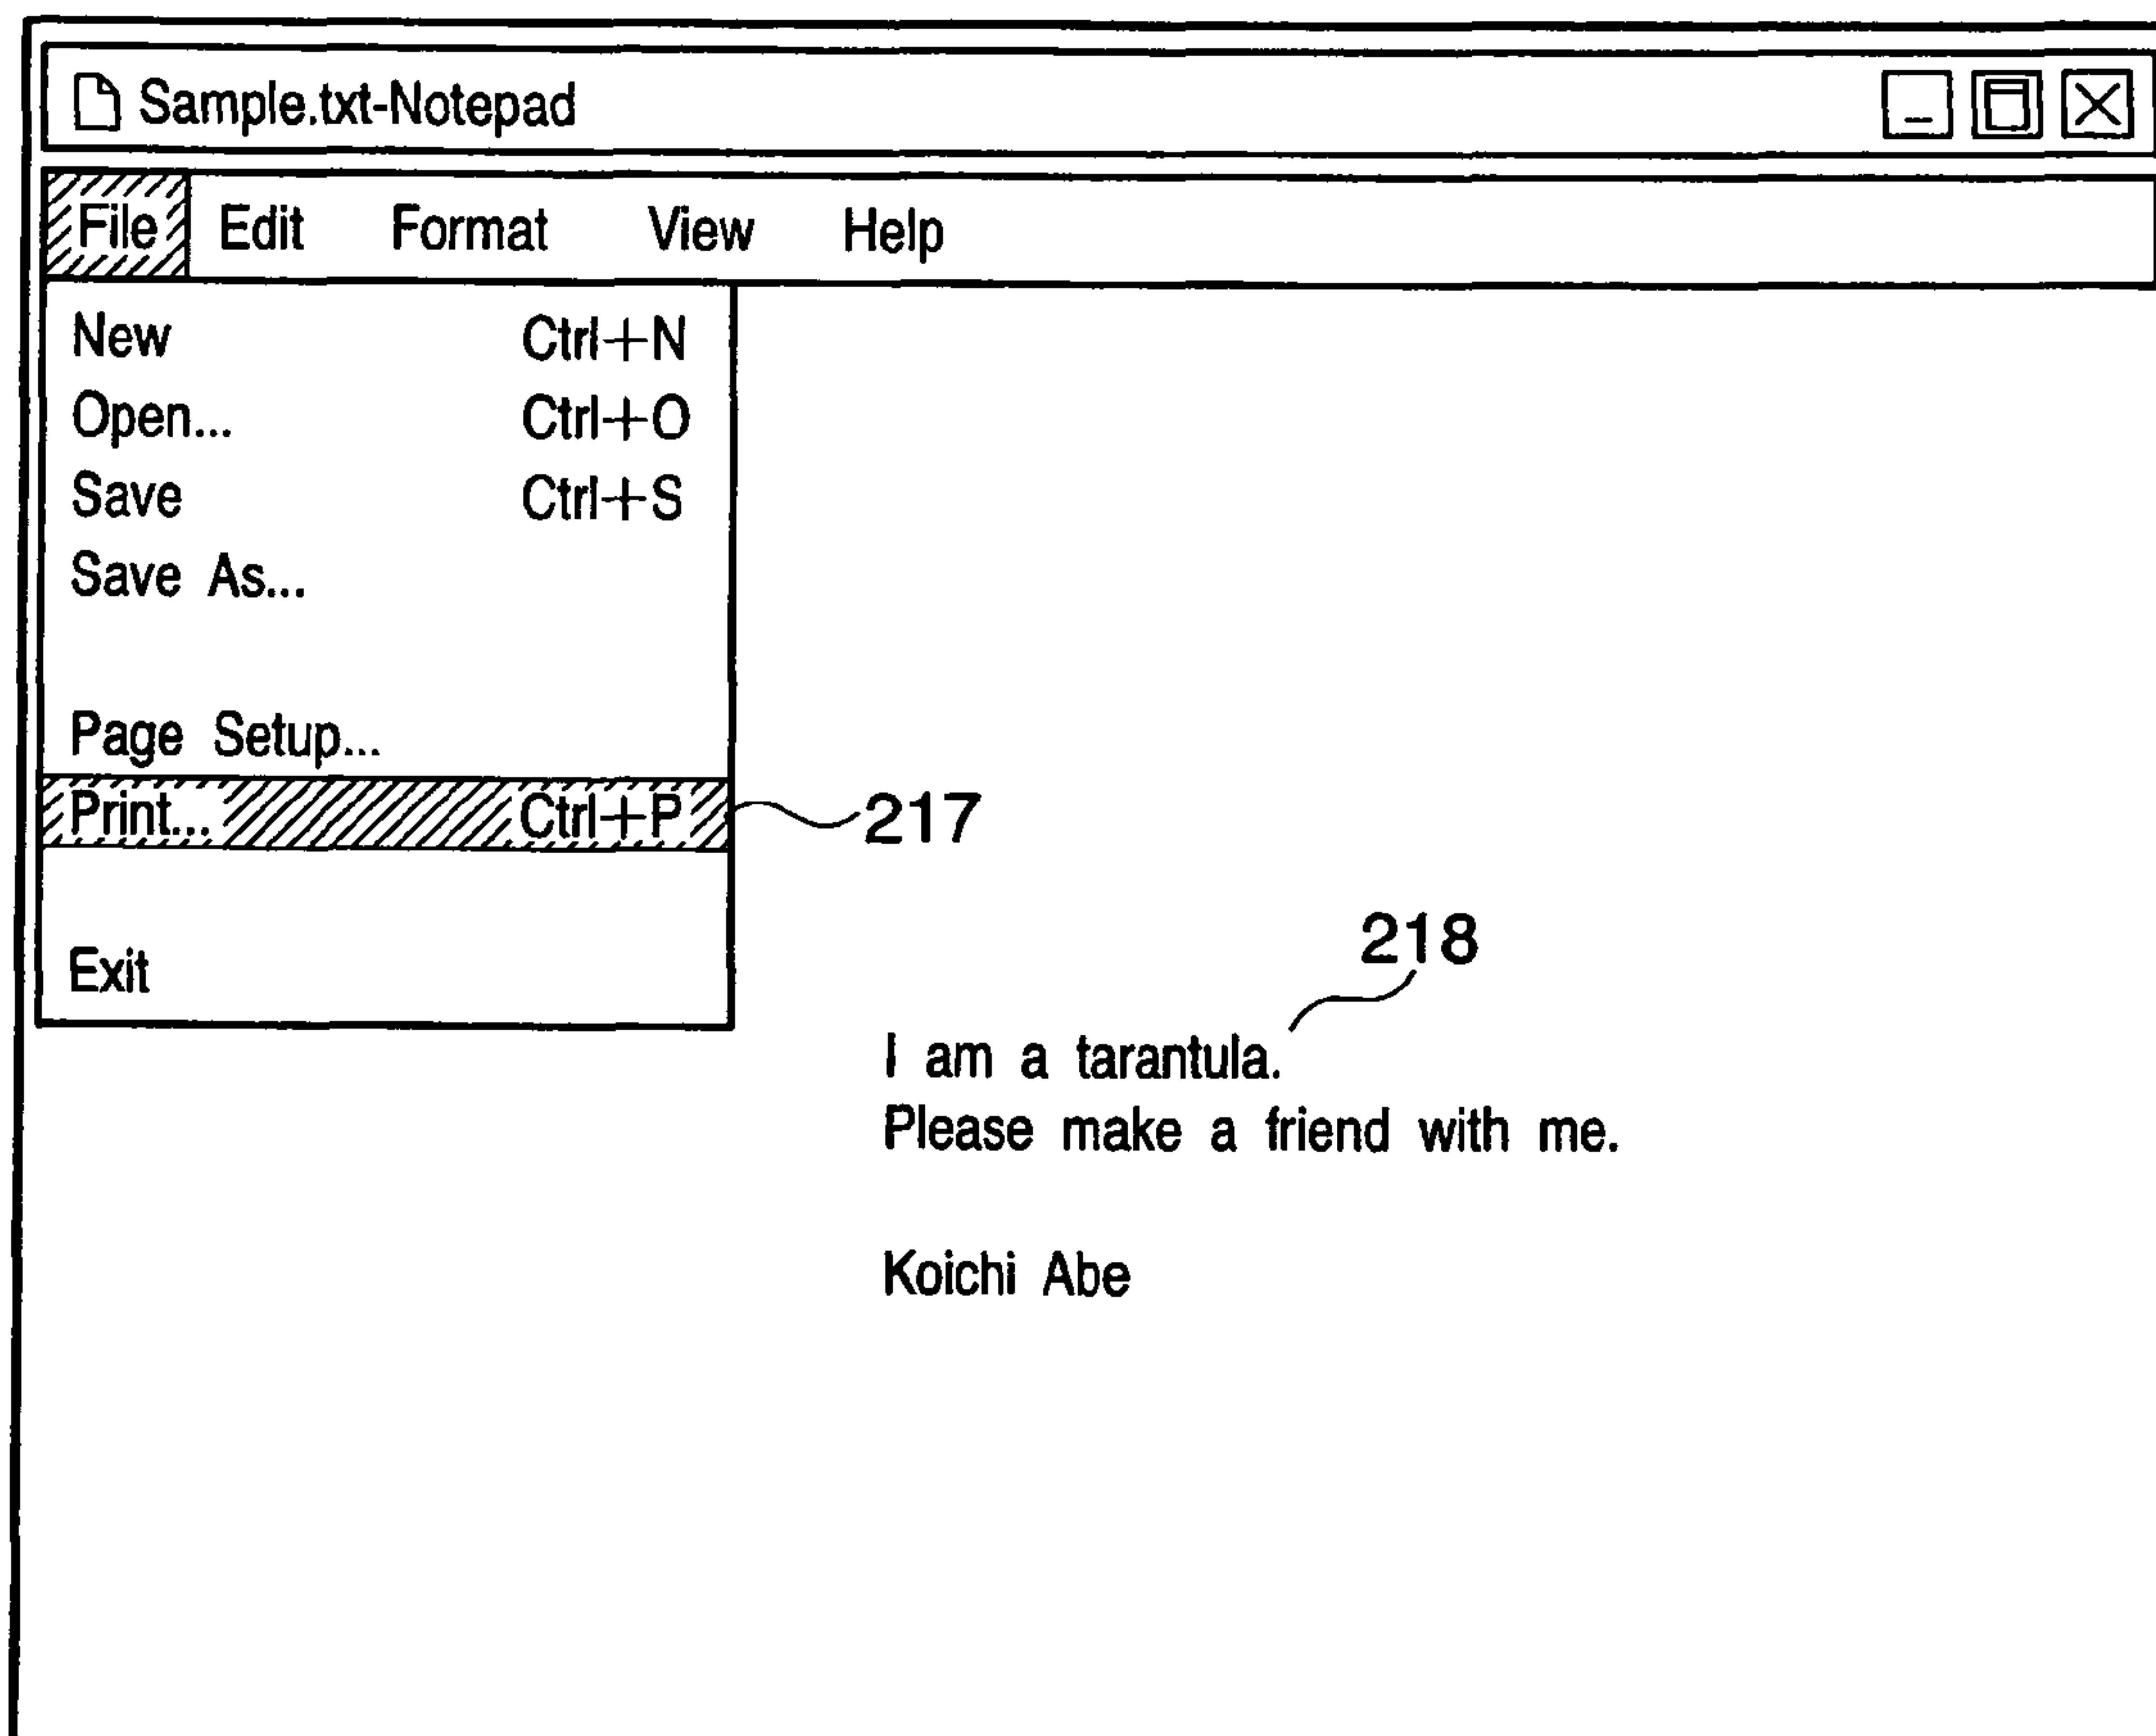 Sample.txt-Notepad
File Edit Format View Help
New Ctrl+N
Open... Ctrl+O
Save Ctrl+S
Save As...
Page Setup...
Print... Ctrl+P
217
Exit
218
I am a tarantula.
Please make a friend with me.
Koichi Abe